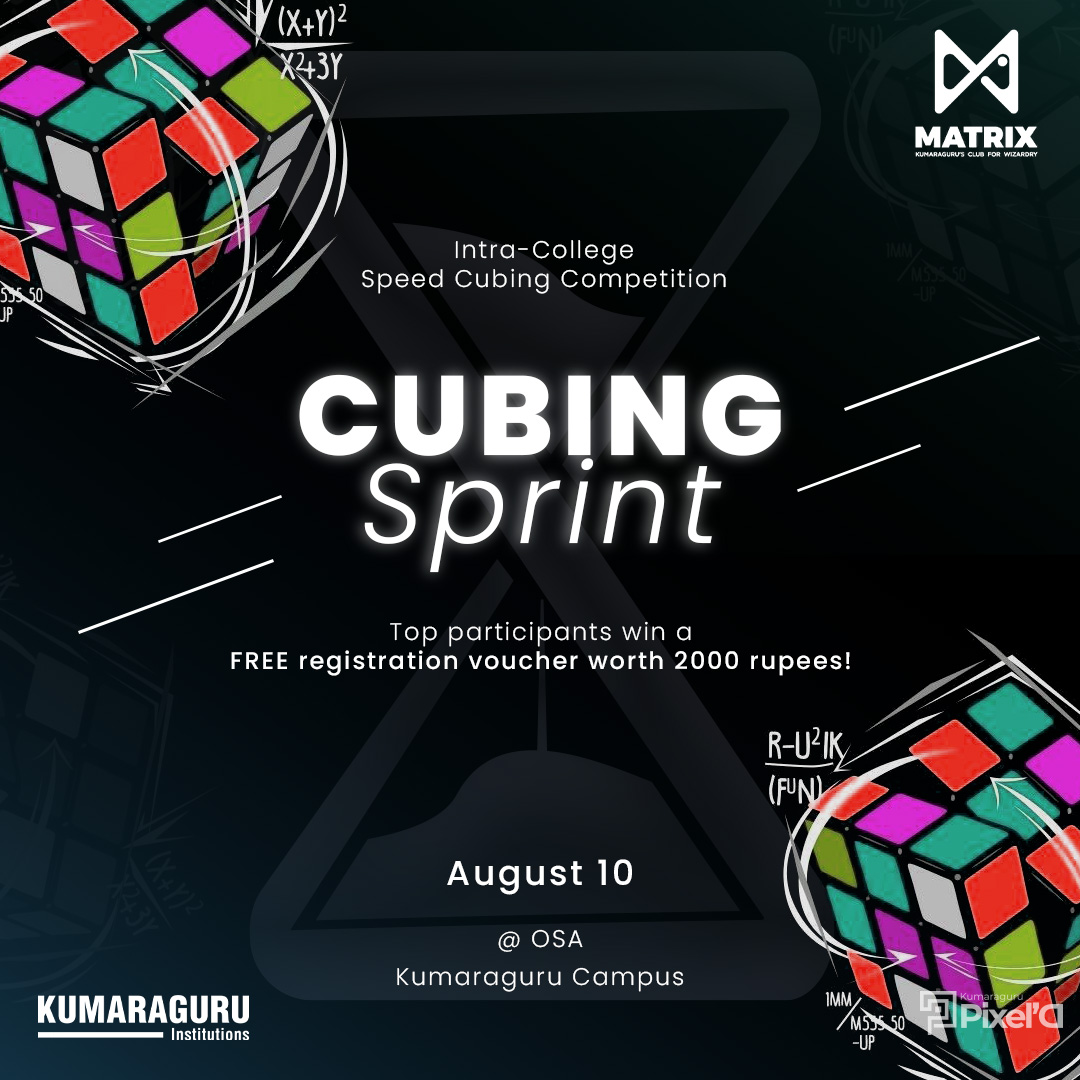 (X+Y)²
X²+3Y
MATRIX
KUMARAGURU'S CLUB FOR WIZARDRY
Intra-College
Speed Cubing Competition
CUBING
Sprint
Top participants win a
FREE registration voucher worth 2000 rupees!
R-U²IK
(FᵁN)
August 10
@ OSA
Kumaraguru Campus
KUMARAGURU
Institutions
1MM
/M555 50
-UP
Kumaraguru
Pixel'd